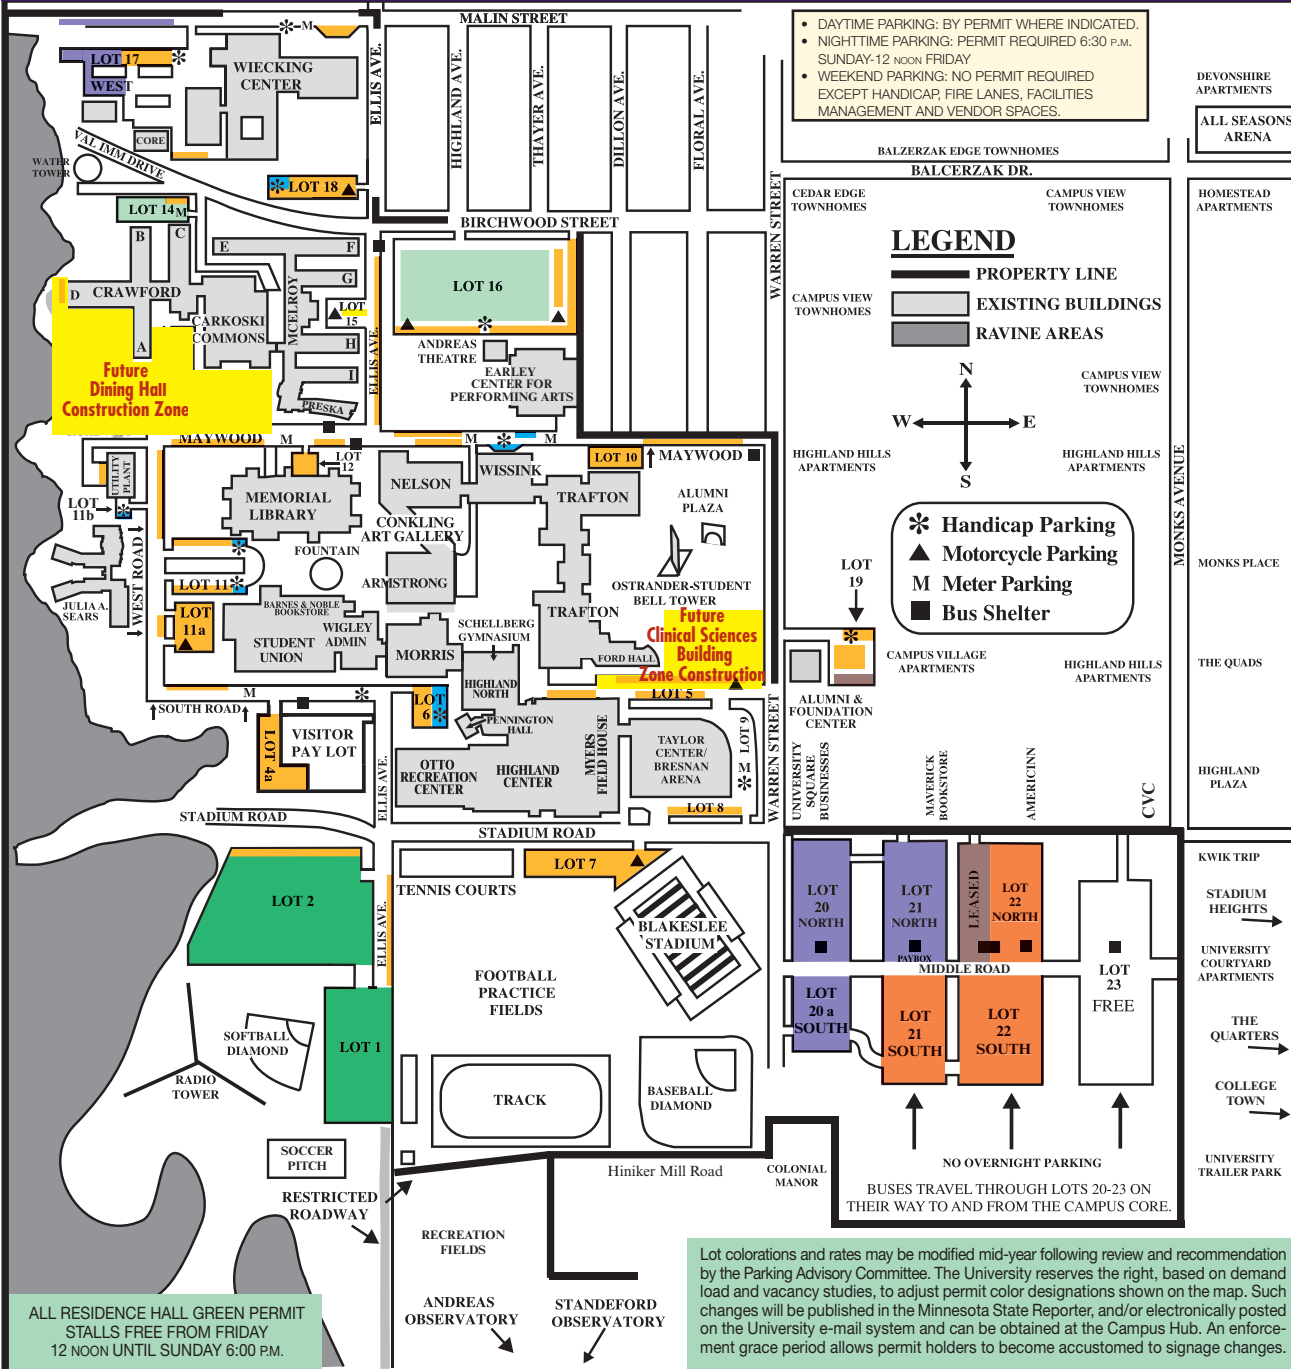 MALIN STREET
ELLIS AVE.
HIGHLAND AVE.
THAYER AVE.
DILLON AVE.
FLORAL AVE.
WARREN STREET
• DAYTIME PARKING: BY PERMIT WHERE INDICATED.
• NIGHTTIME PARKING: PERMIT REQUIRED 6:30 P.M.
SUNDAY-12 NOON FRIDAY
• WEEKEND PARKING: NO PERMIT REQUIRED
EXCEPT HANDICAP, FIRE LANES, FACILITIES
MANAGEMENT AND VENDOR SPACES.
DEVONSHIRE
APARTMENTS
ALL SEASONS
ARENA
BALZERZAK EDGE TOWNHOMES
BALCERZAK DR.
M
LOT 17
WEST
WIECKING
CENTER
CORE
VAL IMM DRIVE
WATER
TOWER
LOT 18
LOT 14
M
BIRCHWOOD STREET
CEDAR EDGE
TOWNHOMES
CAMPUS VIEW
TOWNHOMES
HOMESTEAD
APARTMENTS
LEGEND
PROPERTY LINE
EXISTING BUILDINGS
RAVINE AREAS
CAMPUS VIEW
TOWNHOMES
CAMPUS VIEW
TOWNHOMES
N
W
E
S
HIGHLAND HILLS
APARTMENTS
HIGHLAND HILLS
APARTMENTS
MONKS AVENUE
Handicap Parking
Motorcycle Parking
M Meter Parking
Bus Shelter
B
C
D
CRAWFORD
A
E
F
G
H
I
MCELROY
CARKOSKI
COMMONS
PRESKA
LOT
15
ELLIS AVE.
LOT 16
ANDREAS
THEATRE
EARLEY
CENTER FOR
PERFORMING ARTS
Future
Dining Hall
Construction Zone
MAYWOOD
M
LOT
12
M
M
LOT 10
MAYWOOD
UTILITY
PLANT
LOT
11b
MEMORIAL
LIBRARY
NELSON
WISSINK
TRAFTON
ALUMNI
PLAZA
CONKLING
ART GALLERY
FOUNTAIN
ARMSTRONG
OSTRANDER-STUDENT
BELL TOWER
WEST ROAD
JULIA A.
SEARS
LOT 11
LOT
11a
BARNES & NOBLE
BOOKSTORE
STUDENT
UNION
WIGLEY
ADMIN
MORRIS
SCHELLBERG
GYMNASIUM
TRAFTON
FORD HALL
Future
Clinical Sciences
Building
Zone Construction
LOT
19
MONKS PLACE
CAMPUS VILLAGE
APARTMENTS
HIGHLAND HILLS
APARTMENTS
THE QUADS
ALUMNI &
FOUNDATION
CENTER
M
SOUTH ROAD
LOT
6
HIGHLAND
NORTH
PENNINGTON
HALL
LOT 5
LOT 4a
VISITOR
PAY LOT
ELLIS AVE.
OTTO
RECREATION
CENTER
HIGHLAND
CENTER
MYERS
FIELD HOUSE
TAYLOR
CENTER/
BRESNAN
ARENA
LOT 9
M
WARREN STREET
UNIVERSITY
SQUARE
BUSINESSES
MAVERICK
BOOKSTORE
AMERICINN
CVC
HIGHLAND
PLAZA
LOT 8
STADIUM ROAD
STADIUM ROAD
LOT 2
ELLIS AVE.
TENNIS COURTS
LOT 7
BLAKESLEE
STADIUM
FOOTBALL
PRACTICE
FIELDS
LOT
20
NORTH
LOT
21
NORTH
PAYBOX
LEASED
LOT
22
NORTH
MIDDLE ROAD
LOT
20 a
SOUTH
LOT
21
SOUTH
LOT
22
SOUTH
LOT
23
FREE
KWIK TRIP
STADIUM
HEIGHTS
UNIVERSITY
COURTYARD
APARTMENTS
THE
QUARTERS
COLLEGE
TOWN
UNIVERSITY
TRAILER PARK
SOFTBALL
DIAMOND
LOT 1
RADIO
TOWER
TRACK
BASEBALL
DIAMOND
SOCCER
PITCH
RESTRICTED
ROADWAY
Hiniker Mill Road
COLONIAL
MANOR
NO OVERNIGHT PARKING
BUSES TRAVEL THROUGH LOTS 20-23 ON
THEIR WAY TO AND FROM THE CAMPUS CORE.
RECREATION
FIELDS
ANDREAS
OBSERVATORY
STANDEFORD
OBSERVATORY
ALL RESIDENCE HALL GREEN PERMIT
STALLS FREE FROM FRIDAY
12 NOON UNTIL SUNDAY 6:00 P.M.
Lot colorations and rates may be modified mid-year following review and recommendation
by the Parking Advisory Committee. The University reserves the right, based on demand
load and vacancy studies, to adjust permit color designations shown on the map. Such
changes will be published in the Minnesota State Reporter, and/or electronically posted
on the University e-mail system and can be obtained at the Campus Hub. An enforce-
ment grace period allows permit holders to become accustomed to signage changes.